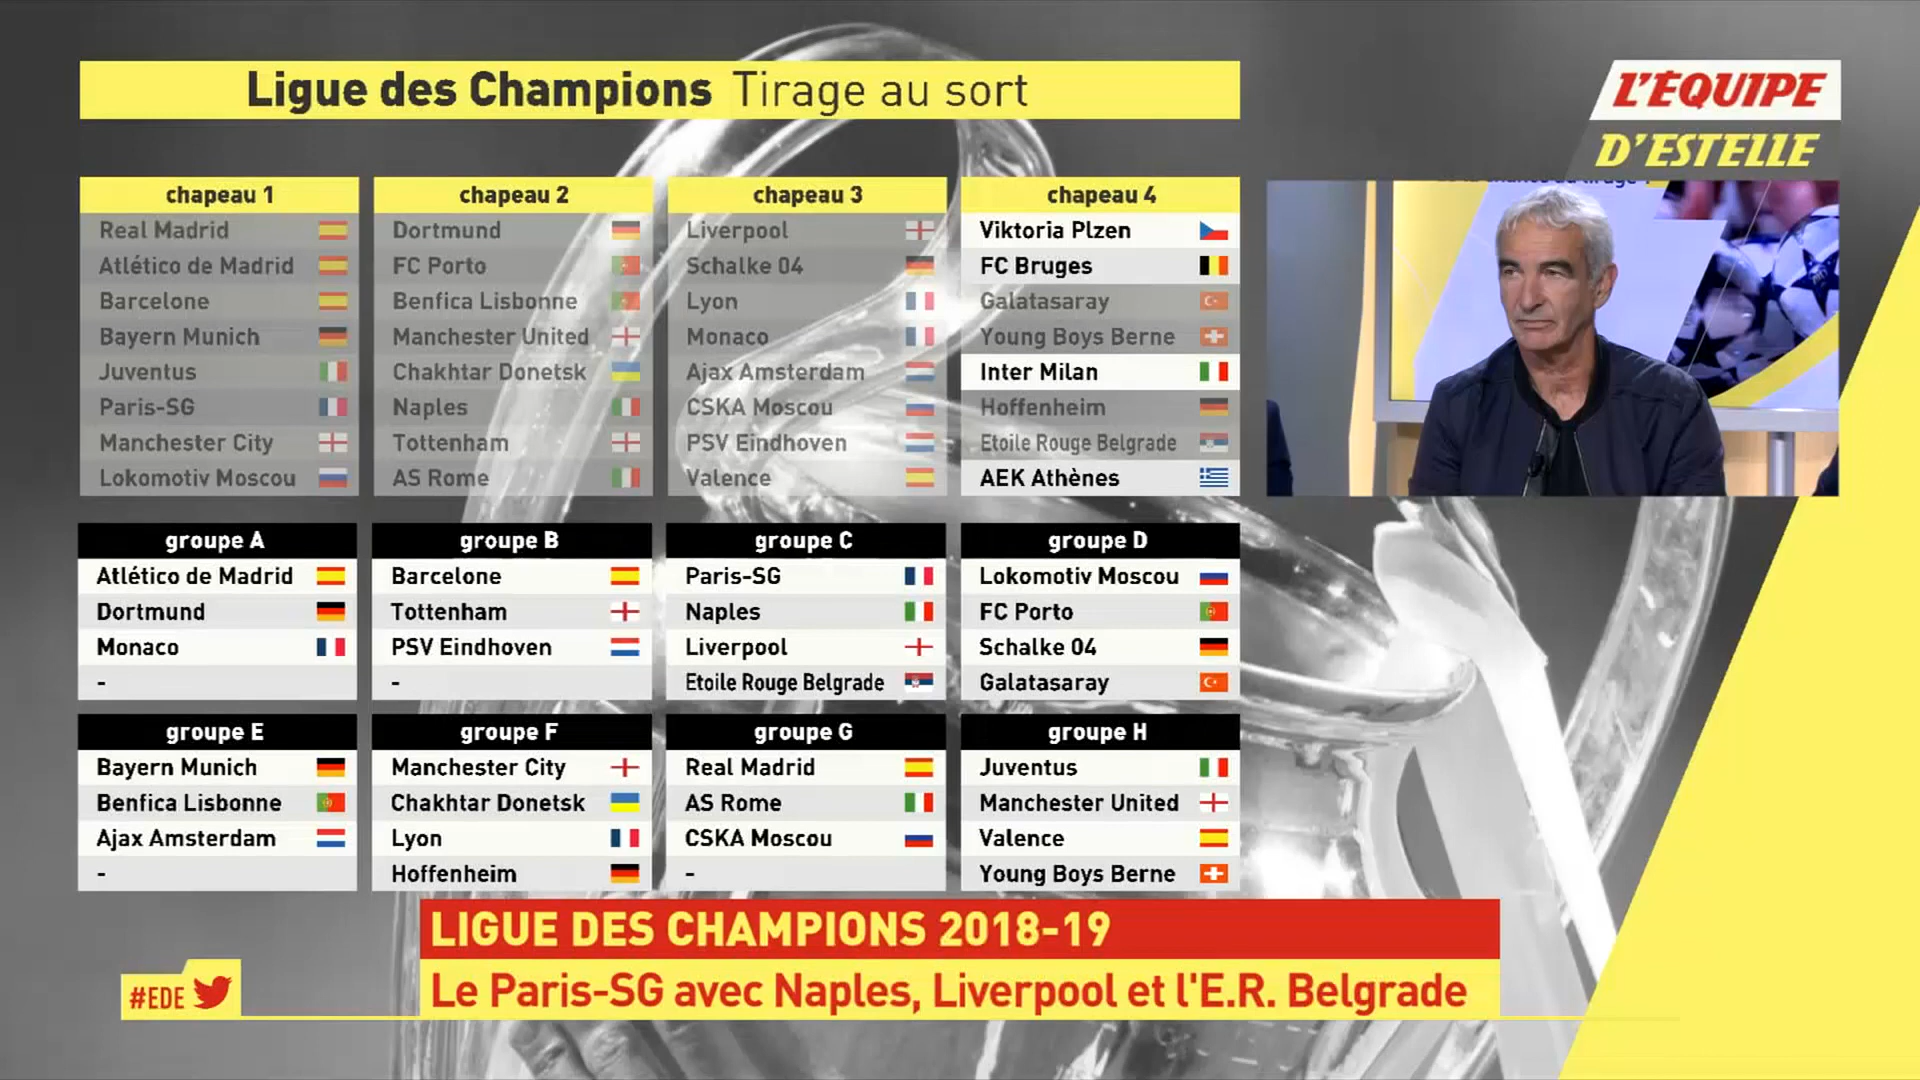 Ligue des Champions Tirage au sort
L'ÉQUIPE
D'ESTELLE
chapeau 1
Real Madrid
Atlético de Madrid
Barcelone
Bayern Munich
Juventus
Paris-SG
Manchester City
Lokomotiv Moscou
chapeau 2
Dortmund
FC Porto
Benfica Lisbonne
Manchester United
Chakhtar Donetsk
Naples
Tottenham
AS Rome
chapeau 3
Liverpool
Schalke 04
Lyon
Monaco
Ajax Amsterdam
CSKA Moscou
PSV Eindhoven
Valence
chapeau 4
Viktoria Plzen
FC Bruges
Galatasaray
Young Boys Berne
Inter Milan
Hoffenheim
Etoile Rouge Belgrade
AEK Athènes
groupe A
Atlético de Madrid
Dortmund
Monaco
-
groupe B
Barcelone
Tottenham
PSV Eindhoven
-
groupe C
Paris-SG
Naples
Liverpool
Etoile Rouge Belgrade
groupe D
Lokomotiv Moscou
FC Porto
Schalke 04
Galatasaray
groupe E
Bayern Munich
Benfica Lisbonne
Ajax Amsterdam
-
groupe F
Manchester City
Chakhtar Donetsk
Lyon
Hoffenheim
groupe G
Real Madrid
AS Rome
CSKA Moscou
-
groupe H
Juventus
Manchester United
Valence
Young Boys Berne
LIGUE DES CHAMPIONS 2018-19
#EDE
Le Paris-SG avec Naples, Liverpool et l'E.R. Belgrade